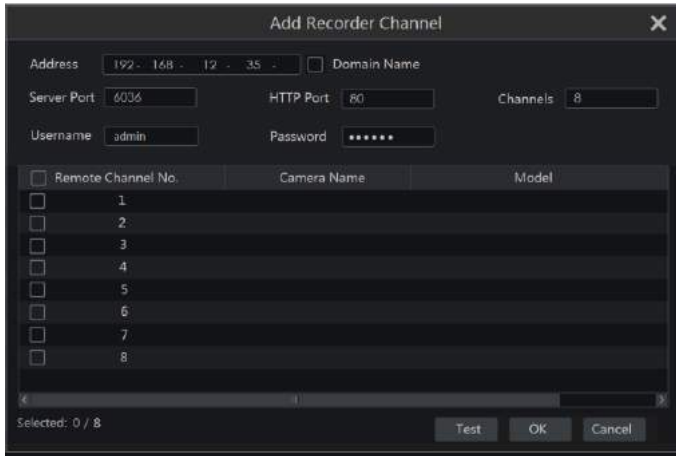 Add Recorder Channel
Address 192 . 168 . 12 . 35 . Domain Name
Server Port 6036 HTTP Port 80 Channels 8
Username admin Password ••••••
Remote Channel No. Camera Name Model
1
2
3
4
5
6
7
8
Selected: 0 / 8 Test OK Cancel